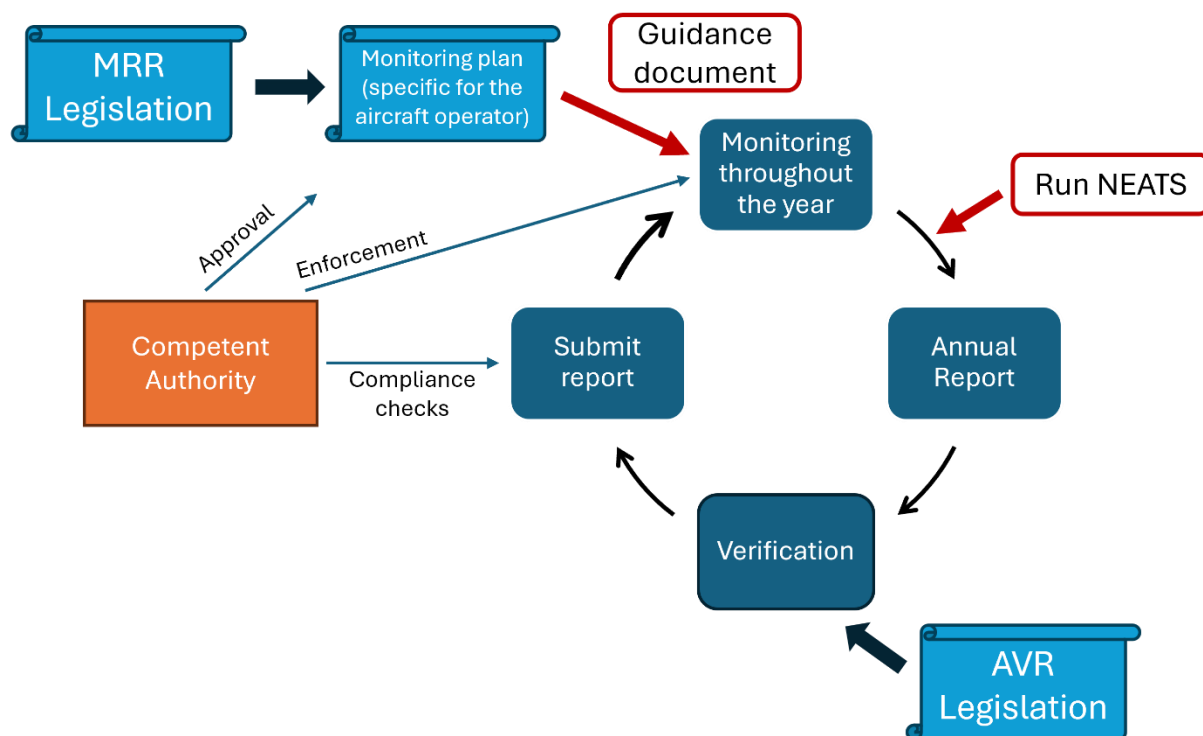 MRR
Legislation
Monitoring plan
(specific for the
aircraft operator)
Guidance
document
Monitoring
throughout
the year
Run NEATS
Approval
Enforcement
Competent
Authority
Compliance
checks
Submit
report
Annual
Report
Verification
AVR
Legislation